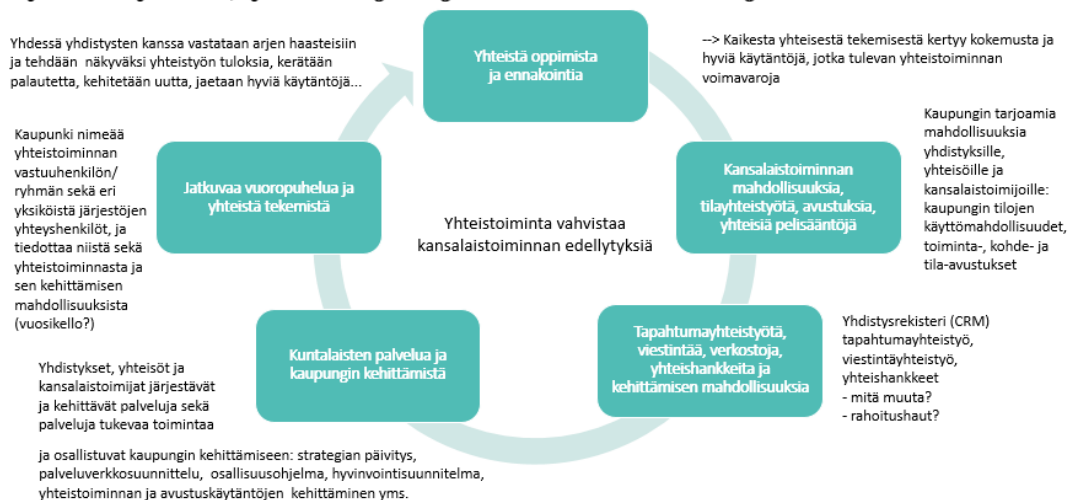 Yhdessä yhdistysten kanssa vastataan arjen haasteisiin
ja tehdään näkyväksi yhteistyön tuloksia, kerätään
palautetta, kehitetään uutta, jaetaan hyviä käytäntöjä...
Yhteistä oppimista
ja ennakointia
--> Kaikesta yhteisestä tekemisestä kertyy kokemusta ja
hyviä käytäntöjä, jotka tulevan yhteistoiminnan
voimavaroja
Kansalaistoiminnan
mahdollisuuksia,
tilayhteistyötä, avustuksia,
yhteisiä pelisääntöjä
Kaupungin tarjoamia
mahdollisuuksia
yhdistyksille,
yhteisöille ja
kansalaistoimijoille:
kaupungin tilojen
käyttömahdollisuudet,
toiminta-, kohde- ja
tila-avustukset
Tapahtumayhteistyötä,
viestintää, verkostoja,
yhteishankkeita ja
kehittämisen mahdollisuuksia
Yhdistysrekisteri (CRM)
tapahtumayhteistyö,
viestintäyhteistyö,
yhteishankkeet
- mitä muuta?
- rahoitushaut?
Kuntalaisten palvelua ja
kaupungin kehittämistä
Yhdistykset, yhteisöt ja
kansalaistoimijat järjestävät
ja kehittävät palveluja sekä
palveluja tukevaa toimintaa
ja osallistuvat kaupungin kehittämiseen: strategian päivitys,
palveluverkkosuunnittelu, osallisuusohjelma, hyvinvointisuunnitelma,
yhteistoiminnan ja avustuskäytäntöjen kehittäminen yms.
Jatkuvaa vuoropuhelua ja
yhteistä tekemistä
Kaupunki nimeää
yhteistoiminnan
vastuuhenkilön/
ryhmän sekä eri
yksiköistä järjestöjen
yhteyshenkilöt, ja
tiedottaa niistä sekä
yhteistoiminnasta ja
sen kehittämisen
mahdollisuuksista
(vuosikello?)
Yhteistoiminta vahvistaa
kansalaistoiminnan edellytyksiä